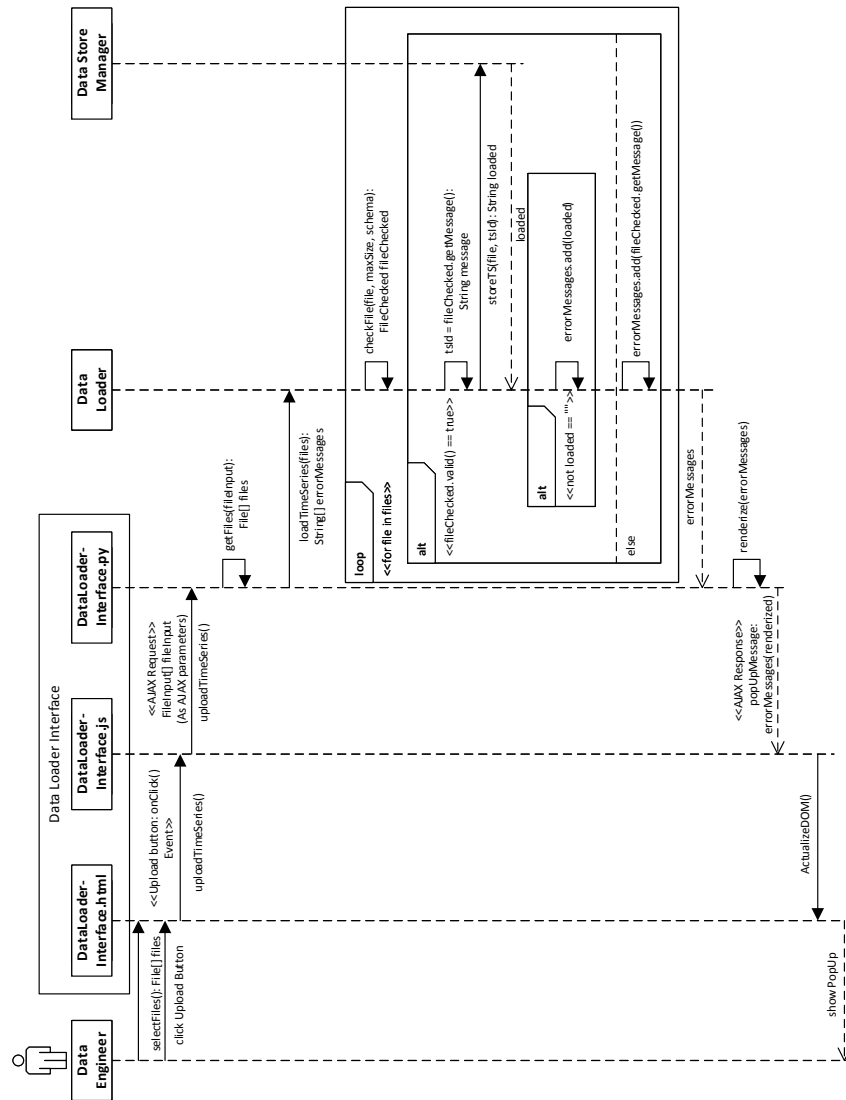 Data
Engineer
Data Loader Interface
DataLoader-
Interface.html
DataLoader-
Interface.js
DataLoader-
Interface.py
Data
Loader
Data Store
Manager
selectFiles(): File[] files
click Upload Button
<<Upload button: onClick()
Event>>
uploadTimeSeries()
<<AJAX Request>>
FileInput[] fileInput
(As AJAX parameters)
uploadTimeSeries()
getFiles(fileInput):
File[] files
loadTimeSeries(files):
String[] errorMessages
loop
<<for file in files>>
checkFile(file, maxSize, schema):
FileChecked fileChecked
alt
<<fileChecked.valid() == true>>
tsId = fileChecked.getMessage():
String message
storeTS(file, tsId): String loaded
loaded
alt
<<not loaded == "">>
errorMessages.add(loaded)
else
errorMessages.add(fileChecked.getMessage())
errorMessages
renderize(errorMessages)
<<AJAX Response>>
popUpMessage:
errorMessages(renderized)
ActualizeDOM()
show PopUp